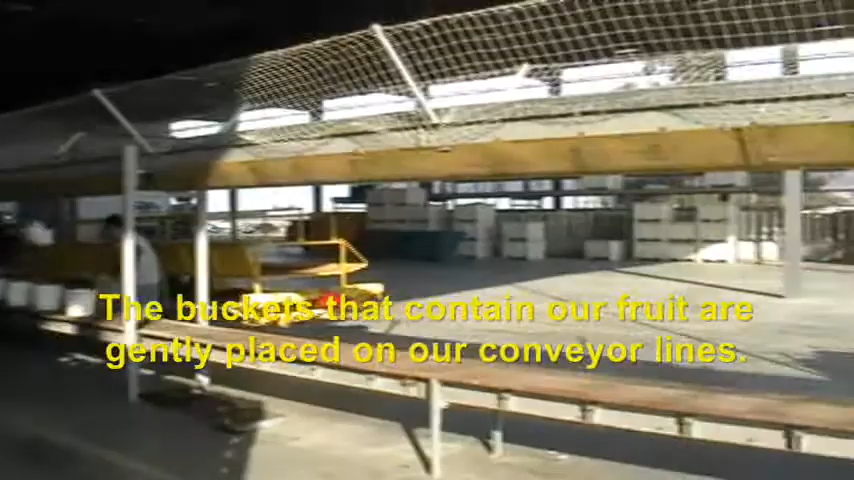 The buckets that contain our fruit are
gently placed on our conveyor lines.